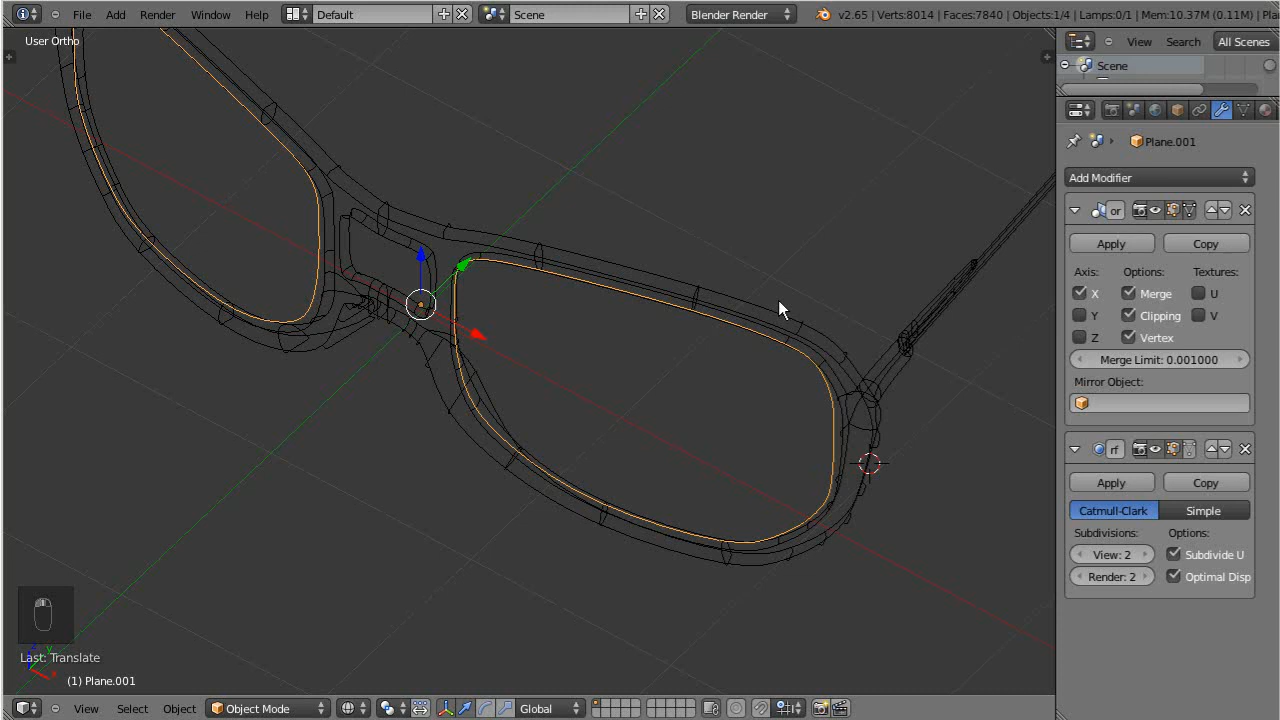 File Add Render Window Help Default Scene Blender Render v2.65 | Verts:8014 | Faces:7840 | Objects:1/4 | Lamps:0/1 | Mem:10.37M (0.11M) | Pla
User Ortho
View Search All Scenes
Scene
Plane.001
Add Modifier
or
Apply Copy
Axis: Options: Textures:
X Merge U
Y Clipping V
Z Vertex
Merge Limit: 0.001000
Mirror Object:
rf
Apply Copy
Catmull-Clark Simple
Subdivisions: Options:
View: 2 Subdivide U
Render: 2 Optimal Disp
Last: Translate
(1) Plane.001
View Select Object Object Mode Global